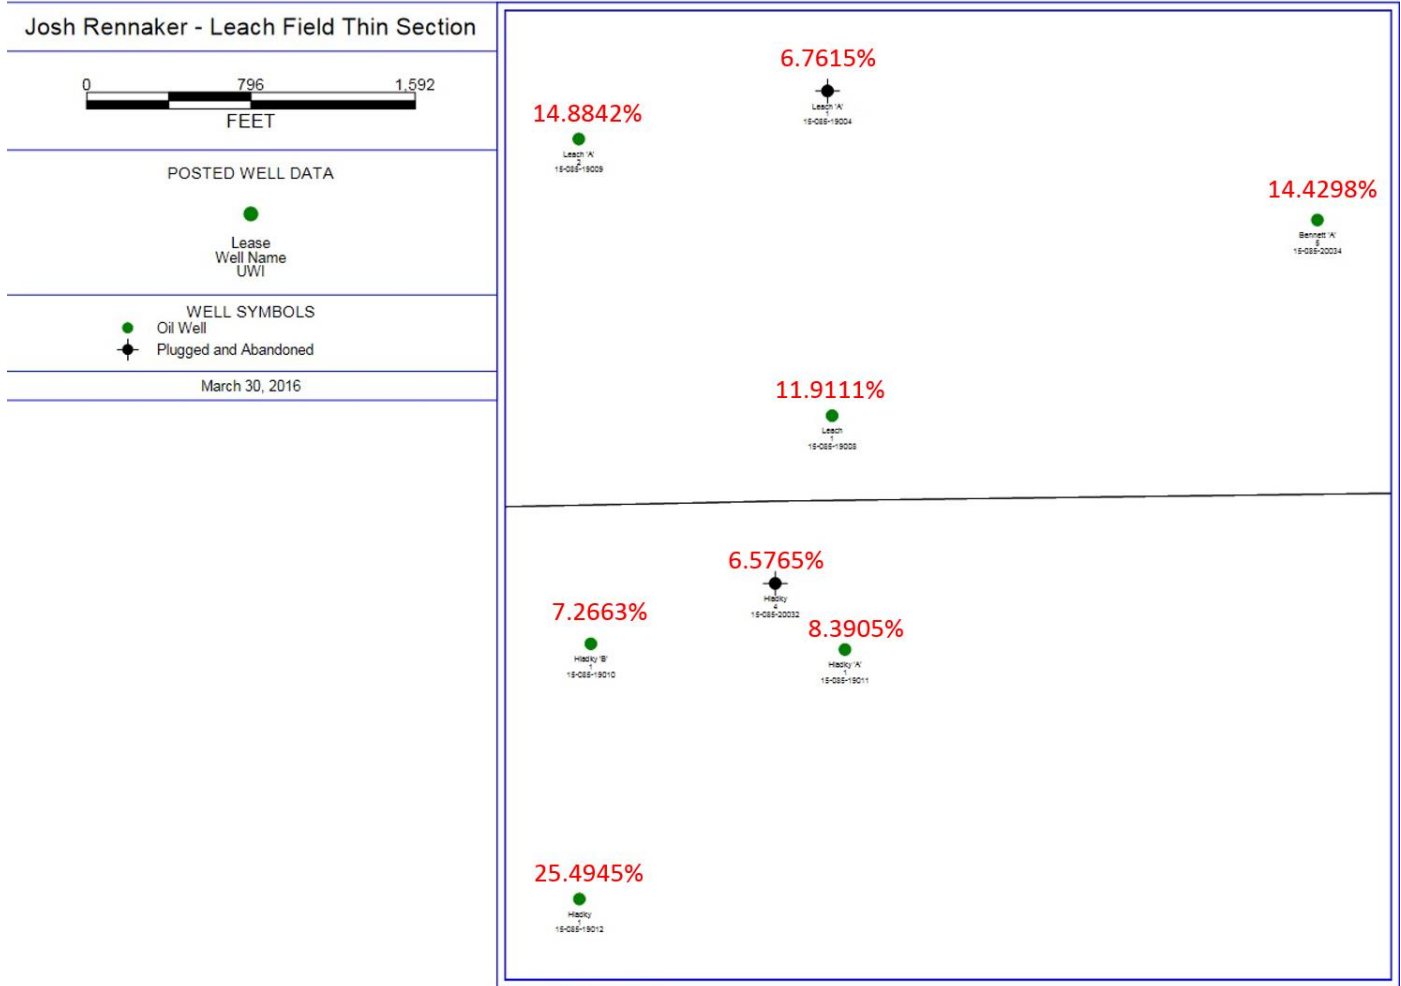 Josh Rennaker - Leach Field Thin Section
0 796 1,592
FEET
POSTED WELL DATA
Lease
Well Name
UWI
WELL SYMBOLS
Oil Well
Plugged and Abandoned
March 30, 2016
6.7615%
Leach 'A'
1
15-085-19004
14.8842%
Leach 'A'
2
15-085-19009
14.4298%
Bennett 'A'
5
15-085-20034
11.9111%
Leach
1
15-085-19008
6.5765%
Hladky
4
15-085-20032
7.2663%
Hladky 'B'
1
15-085-19010
8.3905%
Hladky 'A'
1
15-085-19011
25.4945%
Hladky
1
15-085-19012